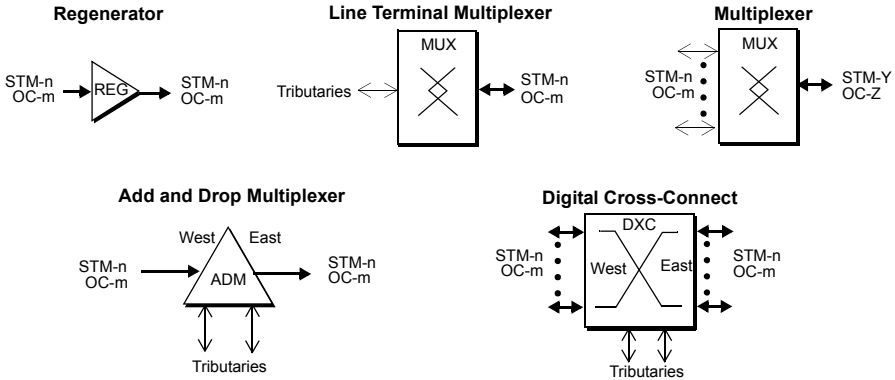 Regenerator
STM-n
OC-m
REG
STM-n
OC-m
Line Terminal Multiplexer
MUX
Tributaries
STM-n
OC-m
Multiplexer
MUX
STM-n
OC-m
STM-Y
OC-Z
Add and Drop Multiplexer
West
East
STM-n
OC-m
ADM
STM-n
OC-m
Tributaries
Digital Cross-Connect
DXC
STM-n
OC-m
West
East
STM-n
OC-m
Tributaries